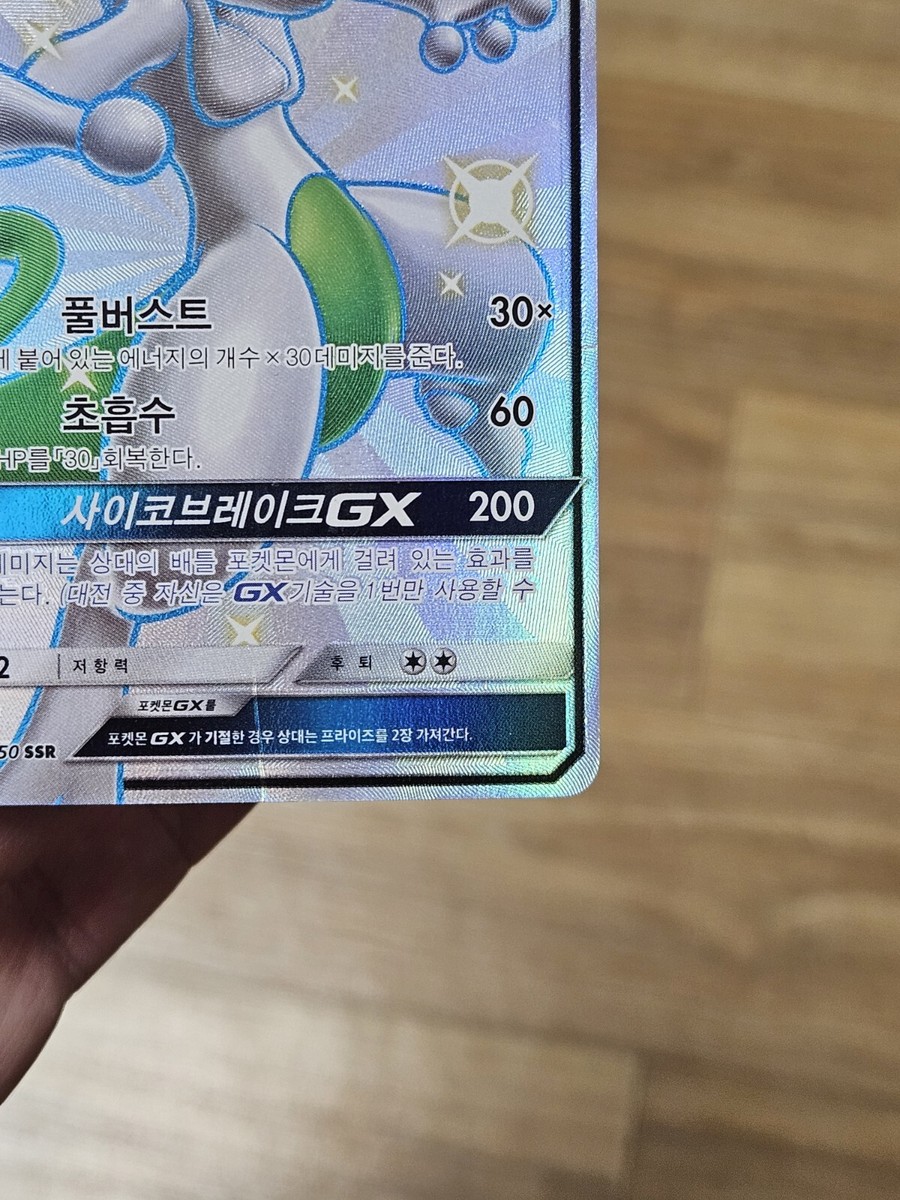 풀버스트 30×
에 붙어 있는 에너지의 개수 × 30데미지를 준다.
초흡수 60
HP를 「30」 회복한다.
사이코브레이크GX 200
데미지는 상대의 배틀 포켓몬에게 걸려 있는 효과를
는다. (대전 중 자신은 GX기술을 1번만 사용할 수
2 저항력 후퇴
포켓몬GX룰
50 SSR 포켓몬GX가 기절한 경우 상대는 프라이즈를 2장 가져간다.